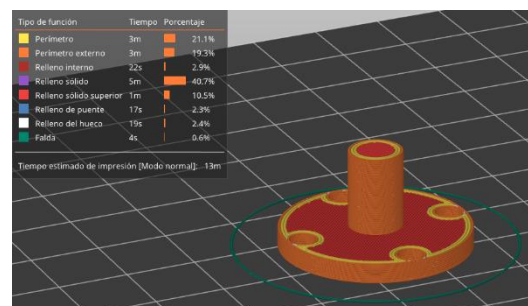 Tipo de función Tiempo Porcentaje
Perímetro 3m 21.1%
Perímetro externo 3m 19.3%
Relleno interno 22s 2.9%
Relleno sólido 5m 40.7%
Relleno sólido superior 1m 10.5%
Relleno de puente 17s 2.3%
Relleno del hueco 19s 2.4%
Falda 4s 0.6%
Tiempo estimado de impresión [Modo normal]: 13m